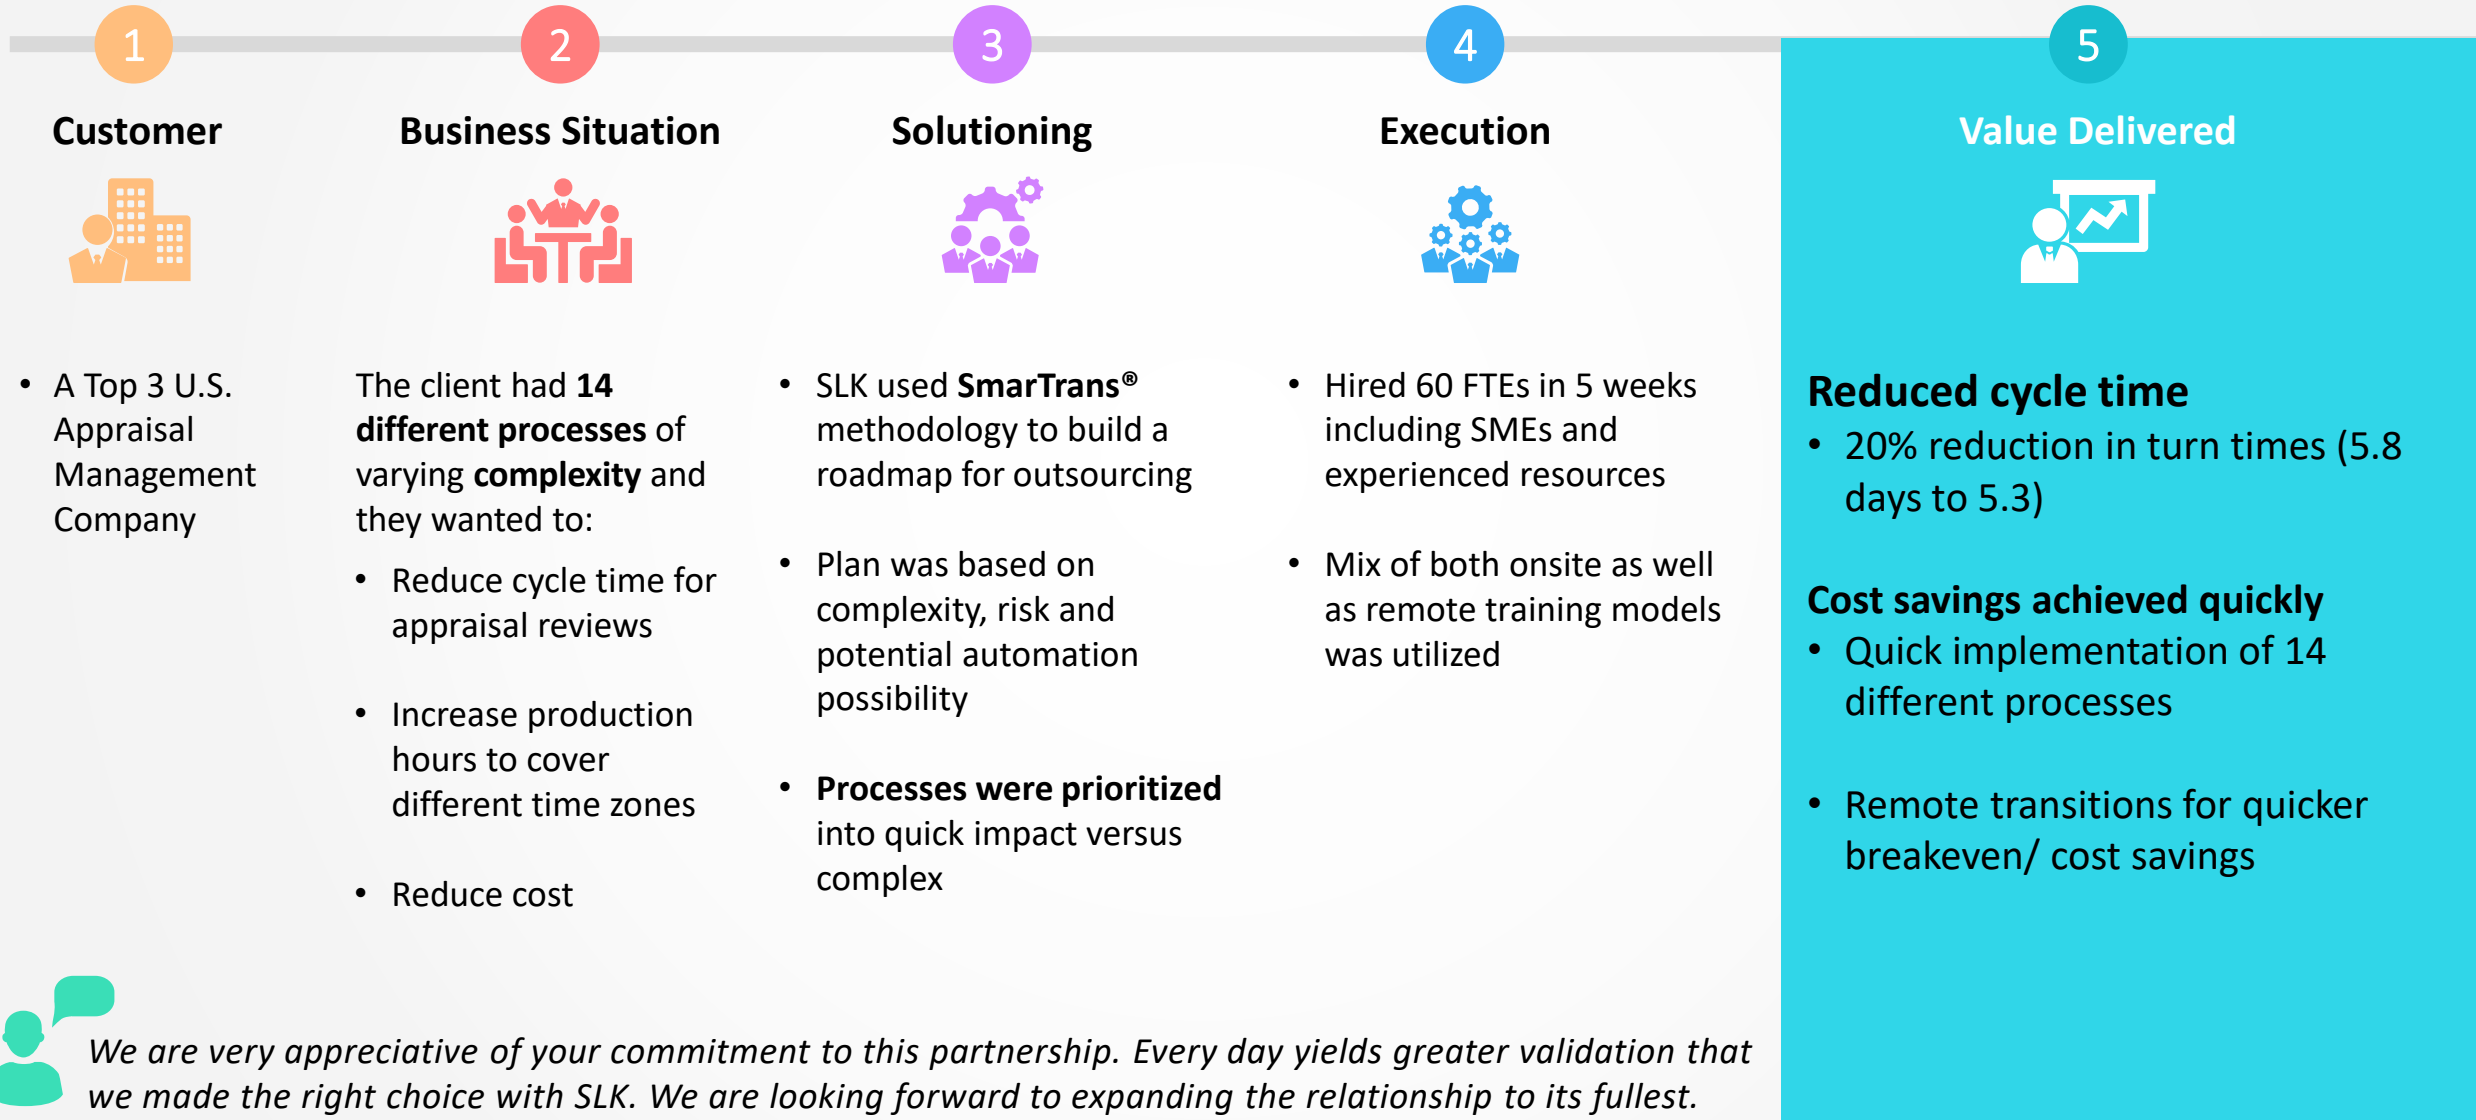 1
Customer
• A Top 3 U.S.
Appraisal
Management
Company
2
Business Situation
The client had 14
different processes of
varying complexity and
they wanted to:
• Reduce cycle time for
appraisal reviews
• Increase production
hours to cover
different time zones
• Reduce cost
3
Solutioning
• SLK used SmarTrans®
methodology to build a
roadmap for outsourcing
• Plan was based on
complexity, risk and
potential automation
possibility
• Processes were prioritized
into quick impact versus
complex
4
Execution
• Hired 60 FTEs in 5 weeks
including SMEs and
experienced resources
• Mix of both onsite as well
as remote training models
was utilized
5
Value Delivered
Reduced cycle time
• 20% reduction in turn times (5.8
days to 5.3)
Cost savings achieved quickly
• Quick implementation of 14
different processes
• Remote transitions for quicker
breakeven/ cost savings
We are very appreciative of your commitment to this partnership. Every day yields greater validation that
we made the right choice with SLK. We are looking forward to expanding the relationship to its fullest.